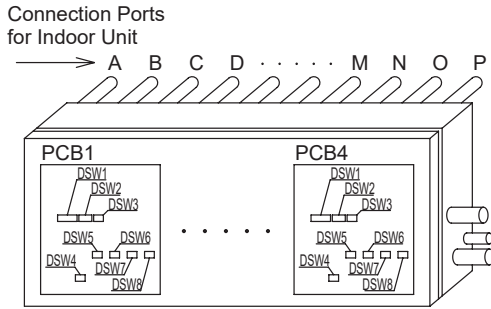 Connection Ports
for Indoor Unit
A B C D · · · · · M N O P
PCB1 PCB4
DSW1 DSW1
DSW2 DSW2
DSW3 DSW3
· · · · ·
DSW5 DSW6 DSW5 DSW6
DSW4 DSW7 DSW4 DSW7
DSW8 DSW8